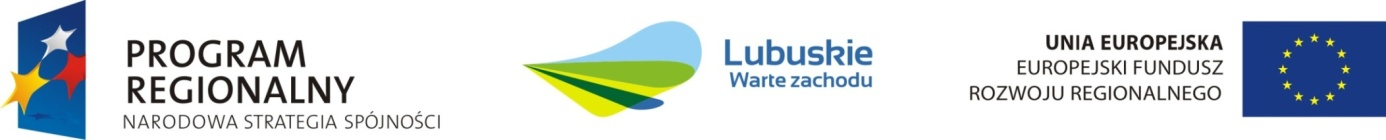 PROGRAM
REGIONALNY
NARODOWA STRATEGIA SPÓJNOŚCI
Lubuskie
Warte zachodu
UNIA EUROPEJSKA
EUROPEJSKI FUNDUSZ
ROZWOJU REGIONALNEGO